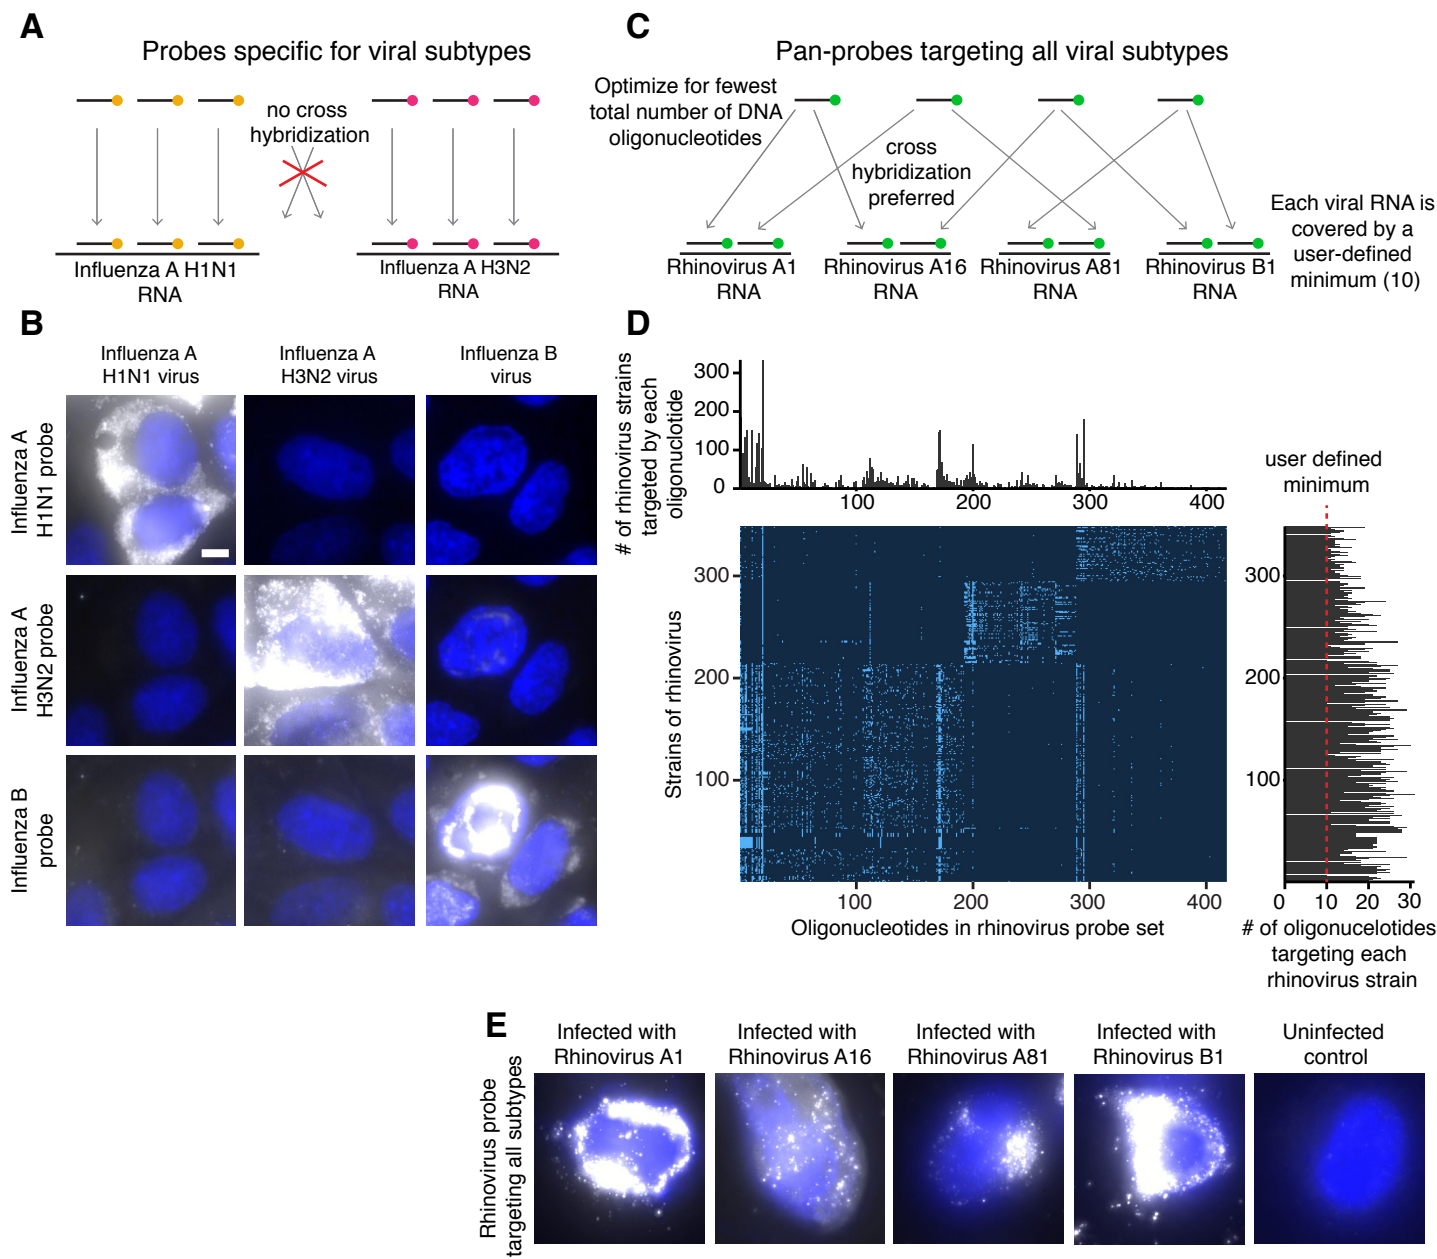 A
Probes specific for viral subtypes
no cross
hybridization
Influenza A H1N1
RNA
Influenza A H3N2
RNA
C
Pan-probes targeting all viral subtypes
Optimize for fewest
total number of DNA
oligonucleotides
cross
hybridization
preferred
Each viral RNA is
covered by a
user-defined
minimum (10)
Rhinovirus A1
RNA
Rhinovirus A16
RNA
Rhinovirus A81
RNA
Rhinovirus B1
RNA
B
Influenza A
H1N1 virus
Influenza A
H3N2 virus
Influenza B
virus
Influenza A
H1N1 probe
Influenza A
H3N2 probe
Influenza B
probe
D
# of rhinovirus strains
targeted by each
oligonuclotide
300
200
100
0
100
200
300
400
user defined
minimum
Strains of rhinovirus
300
200
100
100
200
300
400
Oligonucleotides in rhinovirus probe set
300
200
100
0
10
20
30
# of oligonucelotides
targeting each
rhinovirus strain
E
Rhinovirus probe
targeting all subtypes
Infected with
Rhinovirus A1
Infected with
Rhinovirus A16
Infected with
Rhinovirus A81
Infected with
Rhinovirus B1
Uninfected
control